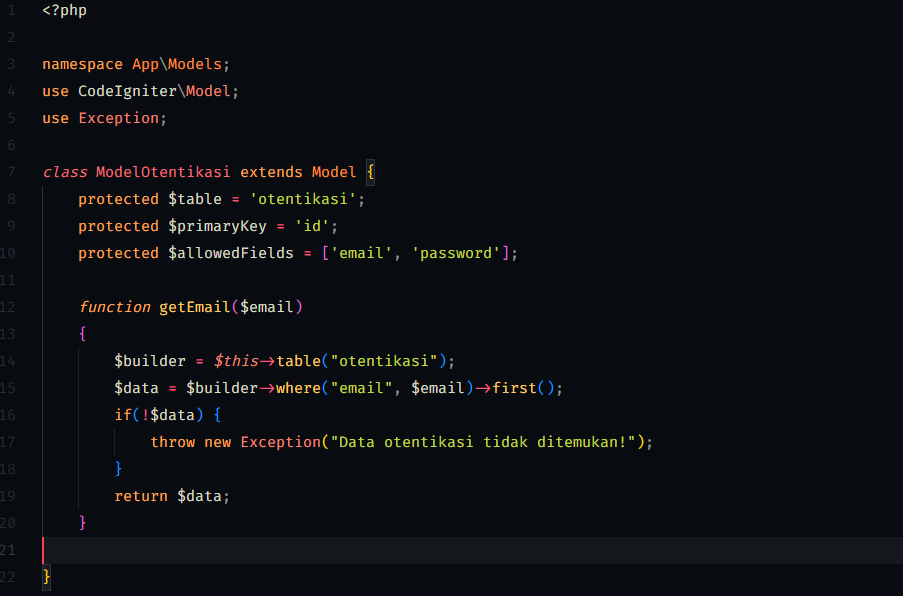 1 <?php
2
3 namespace App\Models;
4 use CodeIgniter\Model;
5 use Exception;
6
7 class ModelOtentikasi extends Model {
8     protected $table = 'otentikasi';
9     protected $primaryKey = 'id';
10     protected $allowedFields = ['email', 'password'];
11
12     function getEmail($email)
13     {
14         $builder = $this->table("otentikasi");
15         $data = $builder->where("email", $email)->first();
16         if(!$data) {
17             throw new Exception("Data otentikasi tidak ditemukan!");
18         }
19         return $data;
20     }
21
22 }